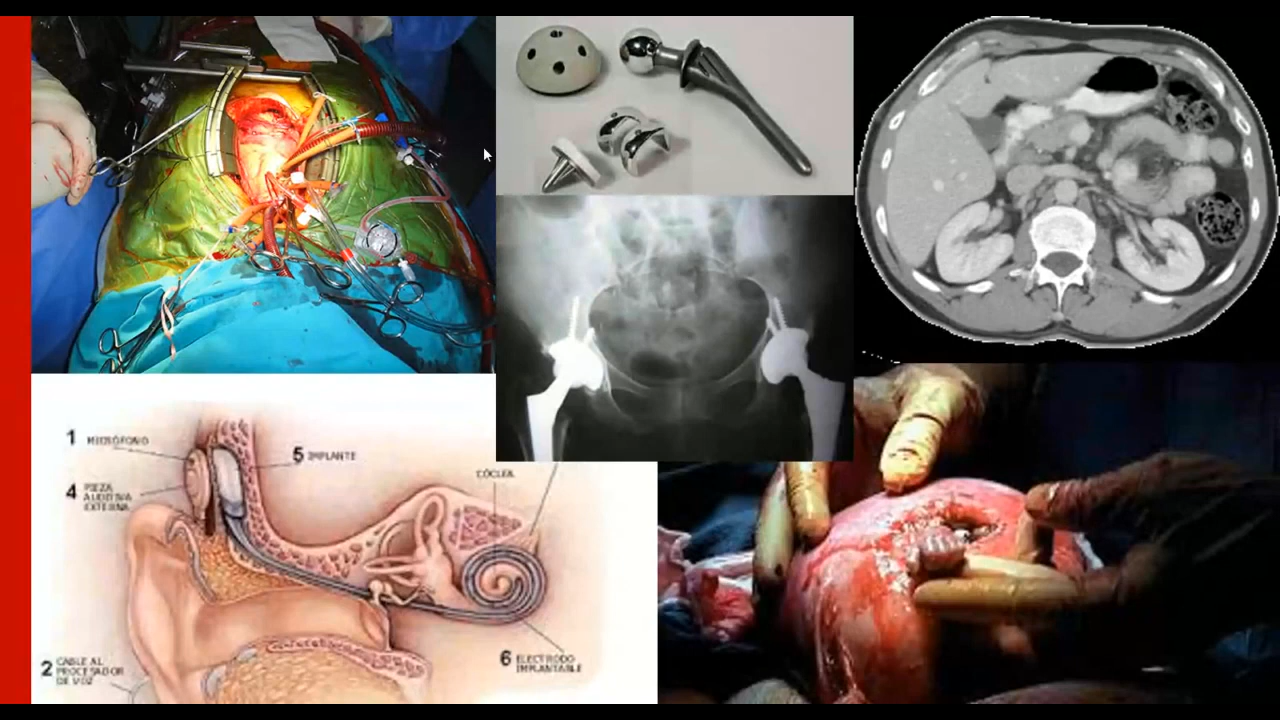 1 MICRÓFONO
5 IMPLANTE
4 PIEZA
AUDITIVA
EXTERNA
CÓCLEA
6 ELECTRODO
IMPLANTABLE
2 CABLE AL
PROCESADOR
DE VOZ